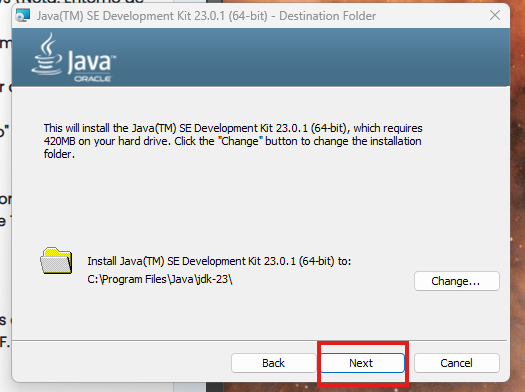 Java(TM) SE Development Kit 23.0.1 (64-bit) - Destination Folder
Java™
ORACLE
This will install the Java(TM) SE Development Kit 23.0.1 (64-bit), which requires
420MB on your hard drive. Click the "Change" button to change the installation
folder.
Install Java(TM) SE Development Kit 23.0.1 (64-bit) to:
C:\Program Files\Java\jdk-23\
Change...
Back
Next
Cancel